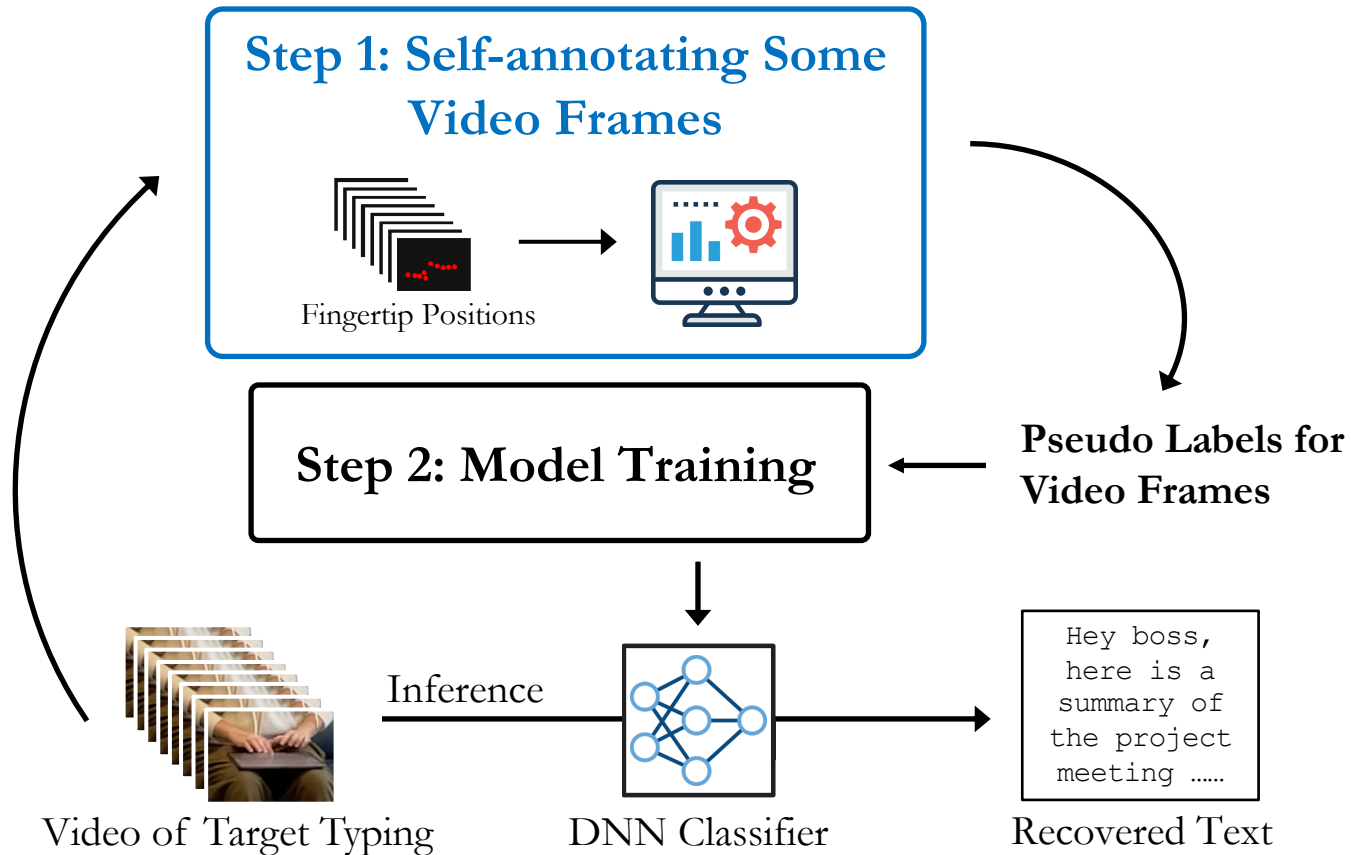 Step 1: Self-annotating Some
Video Frames
Fingertip Positions
Pseudo Labels for
Video Frames
Step 2: Model Training
Inference
Hey boss,
here is a
summary of
the project
meeting ……
Video of Target Typing
DNN Classifier
Recovered Text